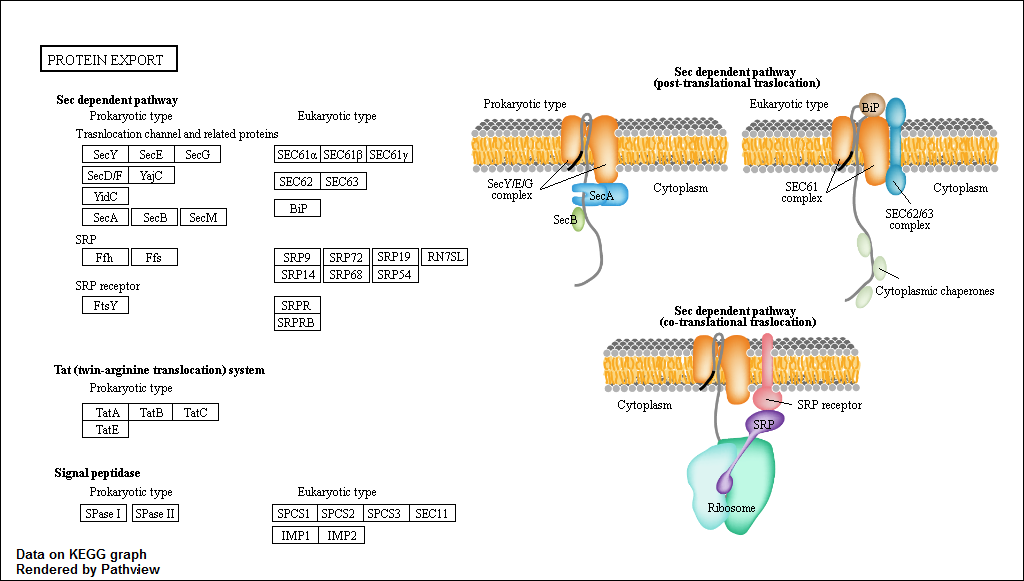 PROTEIN EXPORT
Sec dependent pathway
Prokaryotic type Eukaryotic type
Trasnlocation channel and related proteins
SecY SecE SecG SEC61α SEC61β SEC61γ
SecD/F YajC SEC62 SEC63
YidC BiP
SecA SecB SecM
SRP
Ffh Ffs SRP9 SRP72 SRP19 RN7SL
SRP14 SRP68 SRP54
SRP receptor
FtsY SRPR
SRPRB
Tat (twin-arginine translocation) system
Prokaryotic type
TatA TatB TatC
TatE
Signal peptidase
Prokaryotic type Eukaryotic type
SPase I SPase II SPCS1 SPCS2 SPCS3 SEC11
IMP1 IMP2
Data on KEGG graph
Rendered by Pathview
Sec dependent pathway
(post-translational traslocation)
Prokaryotic type
SecY/E/G
complex
SecA
SecB
Cytoplasm
Eukaryotic type
BiP
SEC61
complex
Cytoplasm
SEC62/63
complex
Cytoplasmic chaperones
Sec dependent pathway
(co-translational traslocation)
Cytoplasm
SRP receptor
SRP
Ribosome